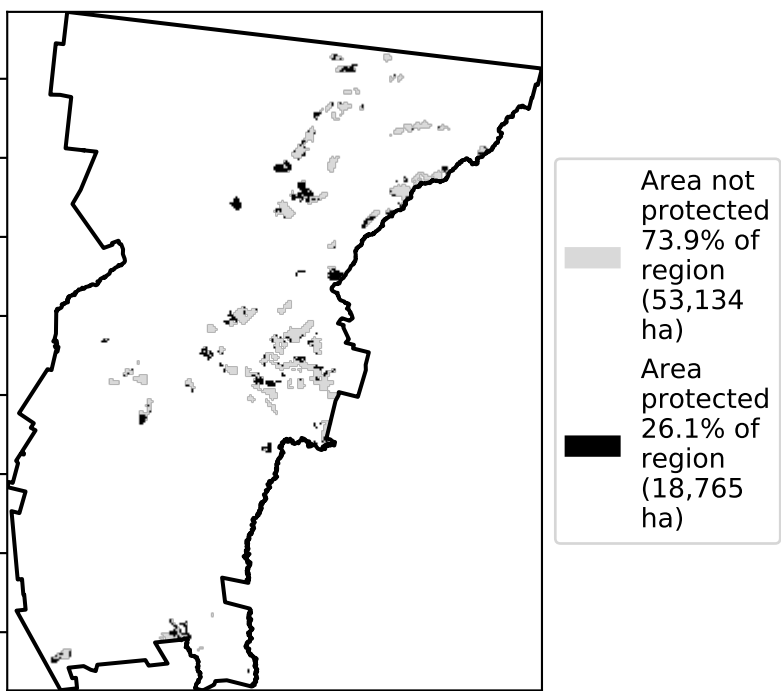 Area not
protected
73.9% of
region
(53,134
ha)
Area
protected
26.1% of
region
(18,765
ha)